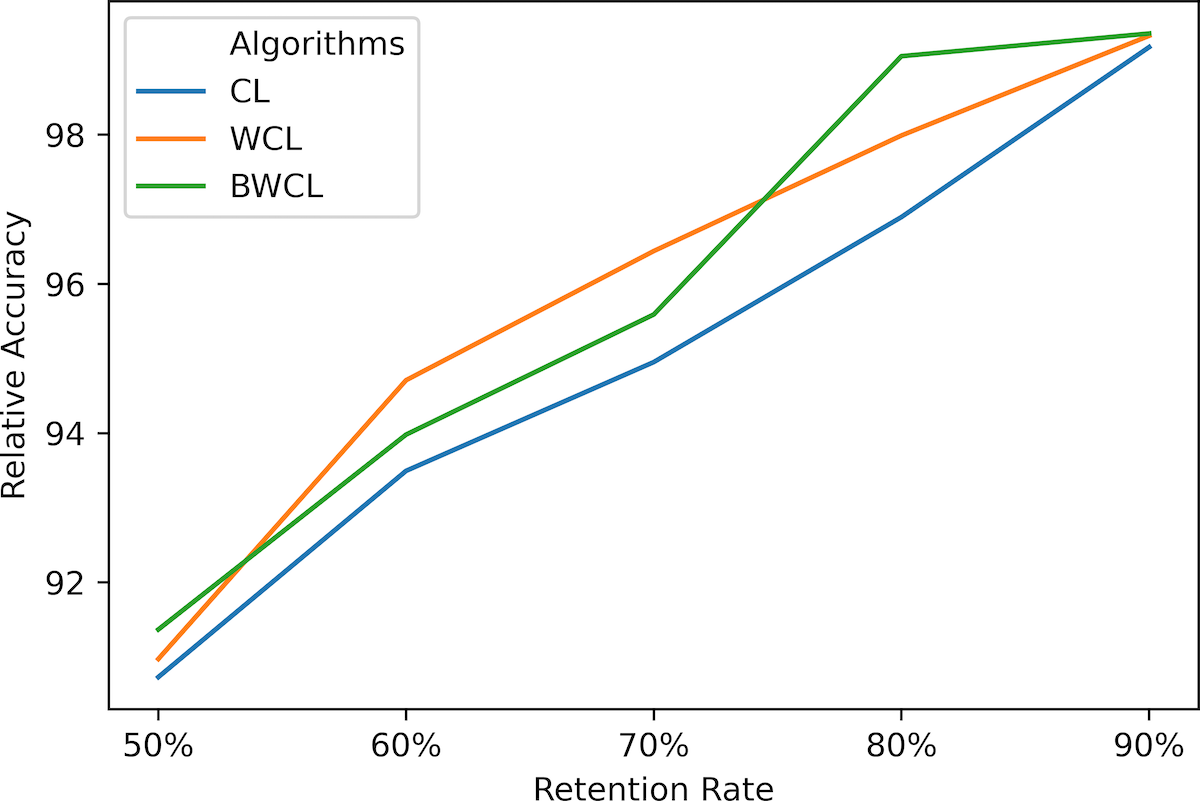 Algorithms
CL
WCL
BWCL
98
96
94
92
Relative Accuracy
50% 60% 70% 80% 90%
Retention Rate